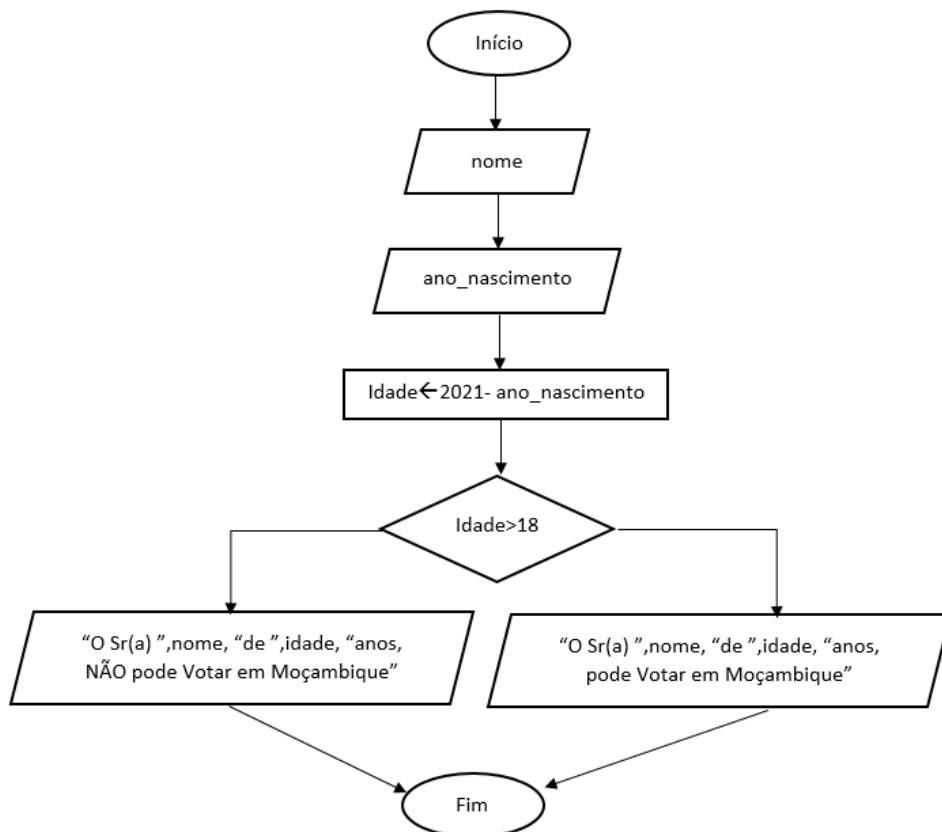 Início
nome
ano_nascimento
Idade←2021- ano_nascimento
Idade>18
“O Sr(a) ”,nome, “de ”,idade, “anos,
NÃO pode Votar em Moçambique”
“O Sr(a) ”,nome, “de ”,idade, “anos,
pode Votar em Moçambique”
Fim